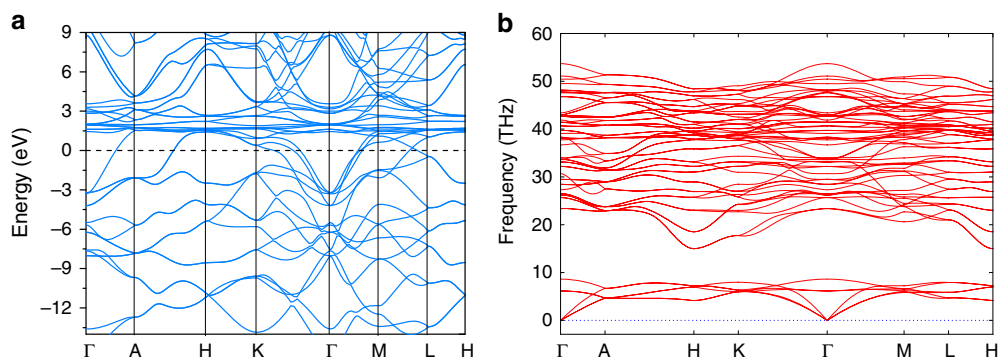 a
Energy (eV)
9
6
3
0
−3
−6
−9
−12
Γ A H K Γ M L H
b
Frequency (THz)
60
50
40
30
20
10
0
Γ A H K Γ M L H